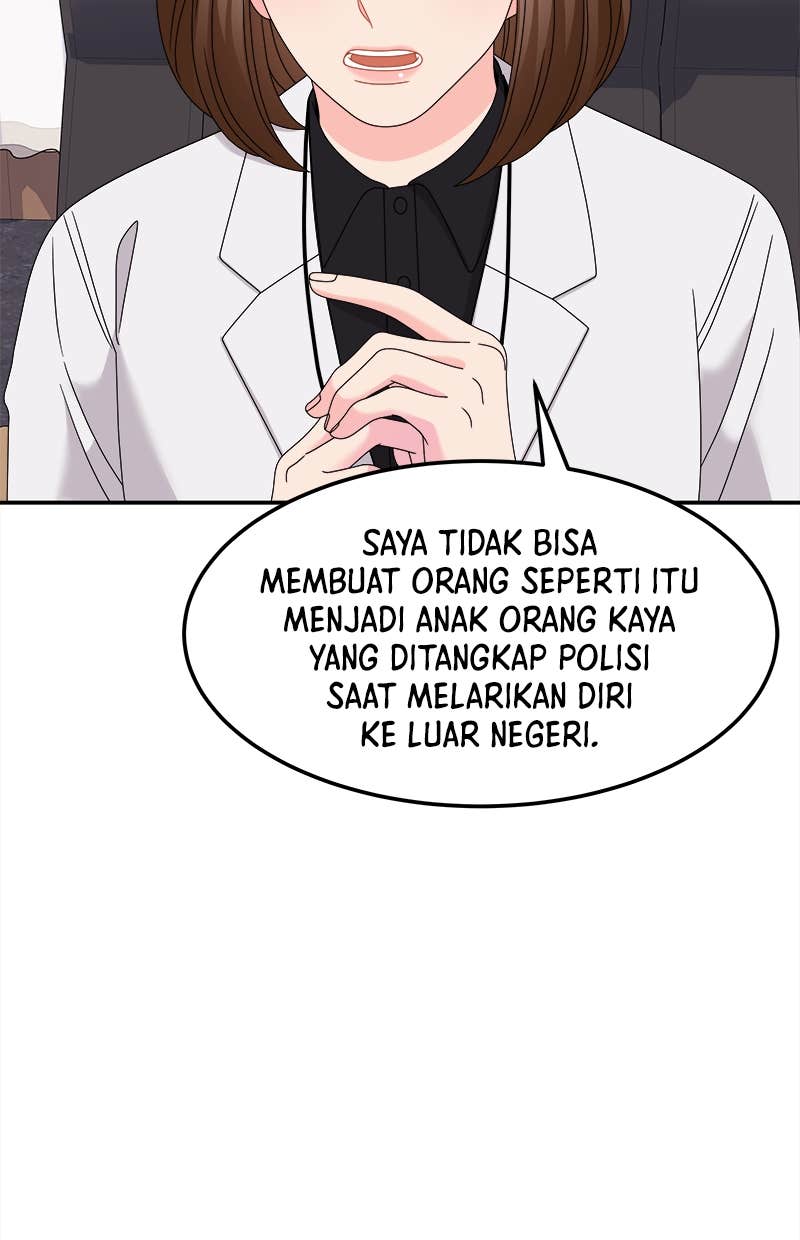 SAYA TIDAK BISA
MEMBUAT ORANG SEPERTI ITU
MENJADI ANAK ORANG KAYA
YANG DITANGKAP POLISI
SAAT MELARIKAN DIRI
KE LUAR NEGERI.